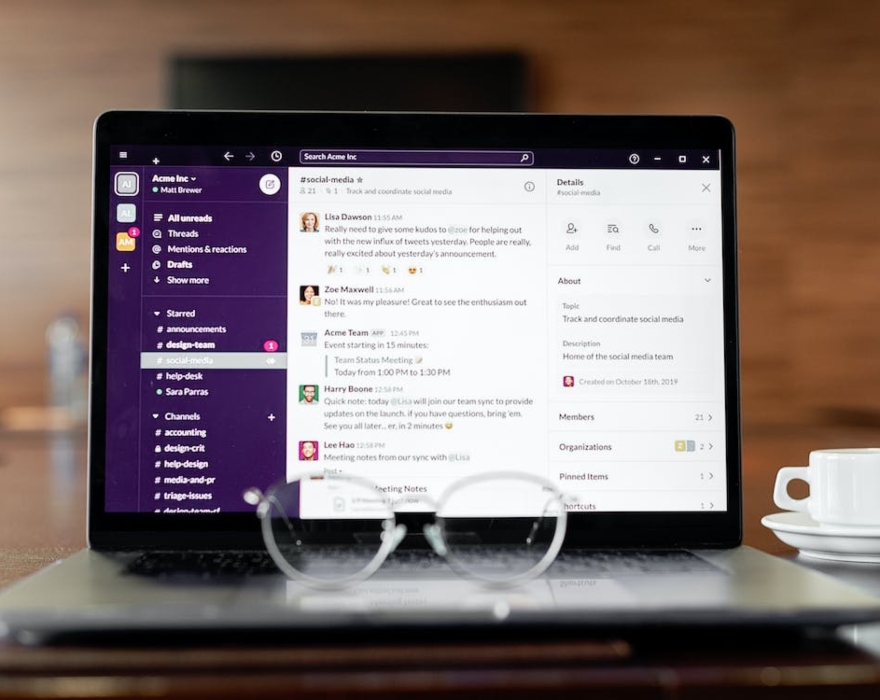 Search Acme Inc
AI
AI
AM
1
Acme Inc
Matt Brewer
All unreads
Threads
Mentions & reactions
Drafts
Show more
Starred
# announcements
# design-team 1
# social-media
# help-desk
Sara Parras
Channels +
# accounting
design-crit
# help-design
# media-and-pr
# triage-issues
#social-media
21 1 Track and coordinate social media
Lisa Dawson 11:55 AM
Really need to give some kudos to @zoe for helping out
with the new influx of tweets yesterday. People are really,
really excited about yesterday's announcement.
1 1 1 1
Zoe Maxwell 11:56 AM
No! It was my pleasure! Great to see the enthusiasm out
there.
Acme Team APP 12:45 PM
Event starting in 15 minutes:
Team Status Meeting
Today from 1:00 PM to 1:30 PM
Harry Boone 12:58 PM
Quick note: today @Lisa will join our team sync to provide
updates on the launch. if you have questions, bring 'em.
See you all later... er, in 2 minutes
Lee Hao 12:58 PM
Meeting notes from our sync with @Lisa
Post
Meeting Notes
Details
#social-media
Add Find Call More
About
Topic
Track and coordinate social media
Description
Home of the social media team
Created on October 18th, 2019
Members 21
Organizations 2
Pinned Items 1
Shortcuts 1